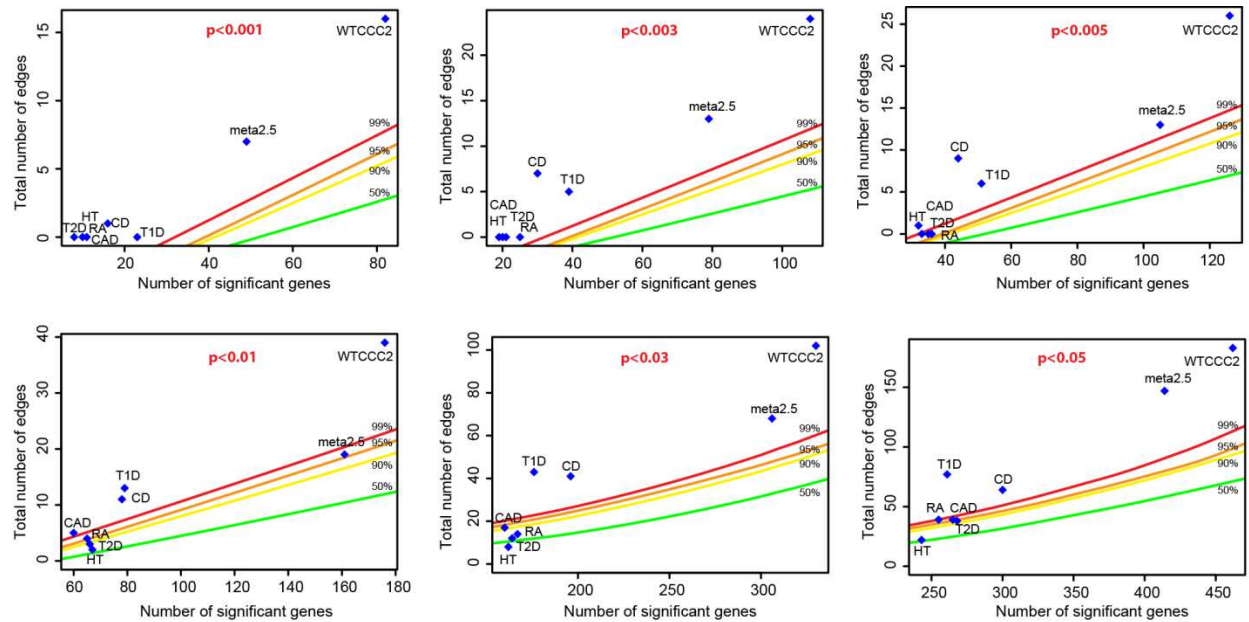 p<0.001
WTCCC2
meta2.5
99%
95%
90%
50%
HT
T2D
RA
CD
CAD
T1D
15
10
5
0
20
40
60
80
Total number of edges
Number of significant genes
p<0.003
WTCCC2
meta2.5
99%
95%
90%
50%
CD
T1D
CAD
HT
T2D
RA
20
15
10
5
0
20
40
60
80
100
Total number of edges
Number of significant genes
p<0.005
WTCCC2
meta2.5
99%
95%
90%
50%
CD
T1D
CAD
HT
T2D
RA
25
20
15
10
5
0
40
60
80
100
120
Total number of edges
Number of significant genes
p<0.01
WTCCC2
meta2.5
99%
95%
90%
50%
T1D
CD
CAD
RA
T2D
HT
40
30
20
10
0
60
80
100
120
140
160
180
Total number of edges
Number of significant genes
p<0.03
WTCCC2
meta2.5
99%
95%
90%
50%
T1D
CD
CAD
RA
T2D
HT
100
80
60
40
20
0
200
250
300
Total number of edges
Number of significant genes
p<0.05
WTCCC2
meta2.5
99%
95%
90%
50%
T1D
CD
RA
CAD
T2D
HT
150
100
50
0
250
300
350
400
450
Total number of edges
Number of significant genes